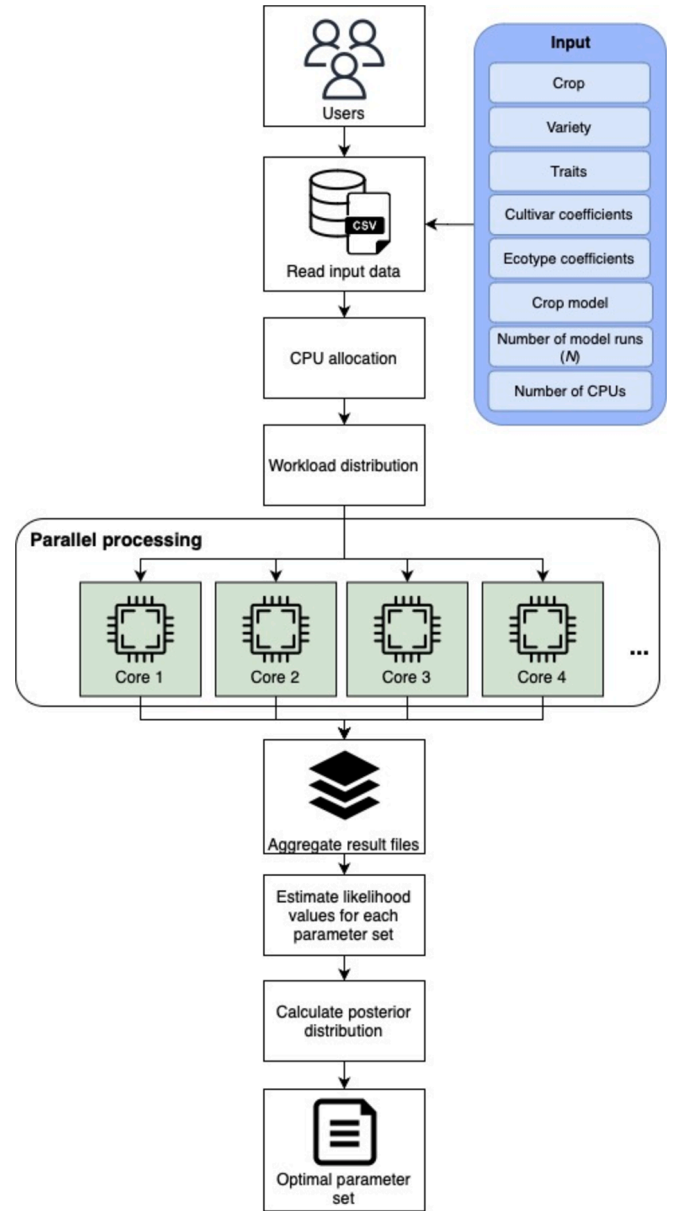 Users
Input
Crop
Variety
Traits
Cultivar coefficients
Ecotype coefficients
Crop model
Number of model runs
(N)
Number of CPUs
CSV
Read input data
CPU allocation
Workload distribution
Parallel processing
Core 1
Core 2
Core 3
Core 4
...
Aggregate result files
Estimate likelihood
values for each
parameter set
Calculate posterior
distribution
Optimal parameter
set